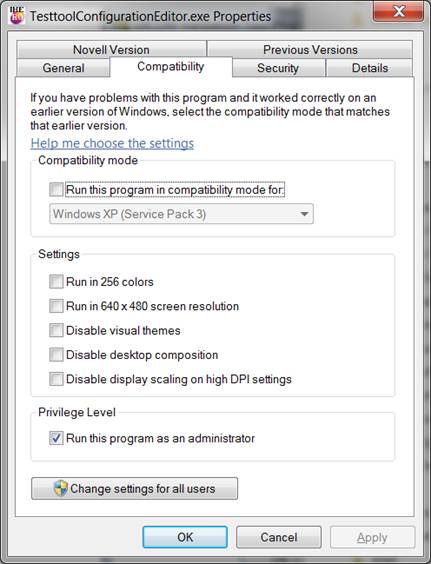 TesttoolConfigurationEditor.exe Properties
Novell Version
Previous Versions
General
Compatibility
Security
Details
If you have problems with this program and it worked correctly on an
earlier version of Windows, select the compatibility mode that matches
that earlier version.
Help me choose the settings
Compatibility mode
Run this program in compatibility mode for:
Windows XP (Service Pack 3)
Settings
Run in 256 colors
Run in 640 x 480 screen resolution
Disable visual themes
Disable desktop composition
Disable display scaling on high DPI settings
Privilege Level
Run this program as an administrator
Change settings for all users
OK
Cancel
Apply